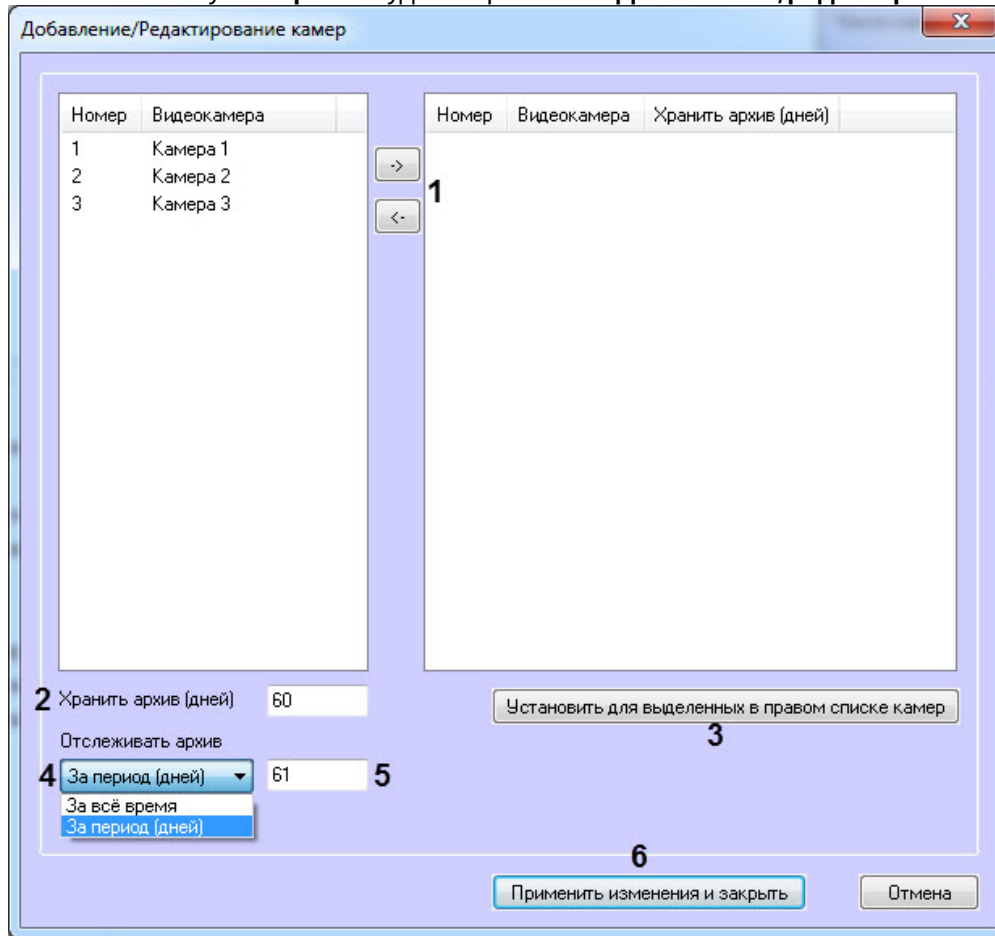 Добавление/Редактирование камер
X
Номер Видеокамера
Номер Видеокамера Хранить архив (дней)
1 Камера 1
2 Камера 2
3 Камера 3
->
1
<-
2 Хранить архив (дней) 60
Установить для выделенных в правом списке камер
3
Отслеживать архив
4 За период (дней) 61 5
За всё время
За период (дней)
6
Применить изменения и закрыть Отмена